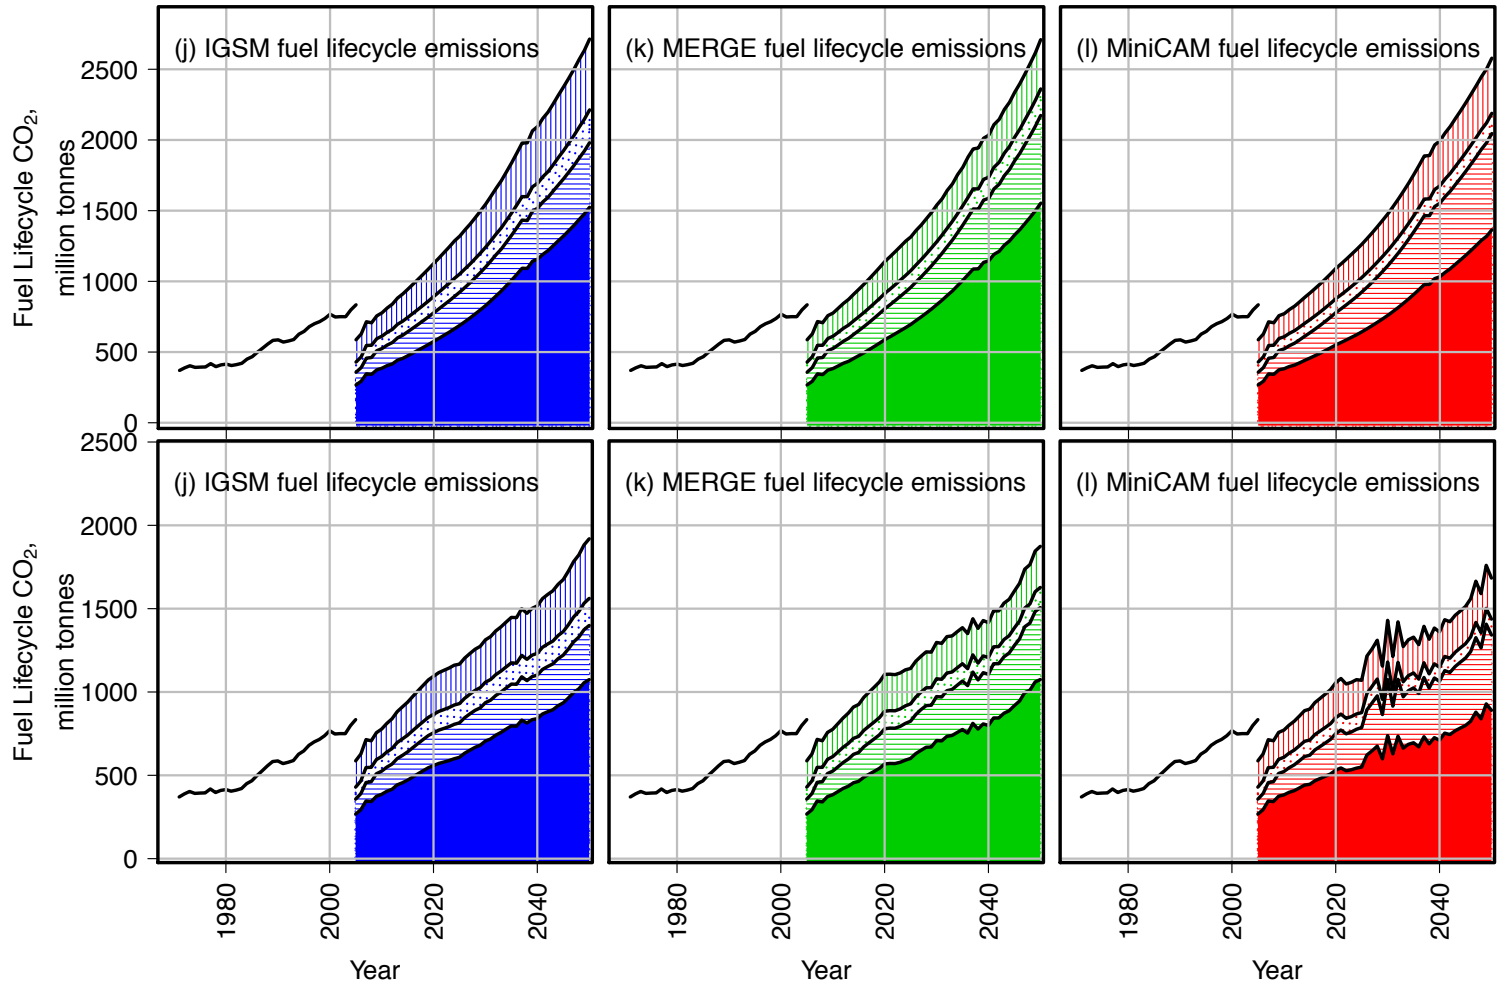 (j) IGSM fuel lifecycle emissions
(k) MERGE fuel lifecycle emissions
(l) MiniCAM fuel lifecycle emissions
Fuel Lifecycle CO₂,
million tonnes
2500
2000
1500
1000
500
0
(j) IGSM fuel lifecycle emissions
(k) MERGE fuel lifecycle emissions
(l) MiniCAM fuel lifecycle emissions
Fuel Lifecycle CO₂,
million tonnes
2500
2000
1500
1000
500
0
1980
2000
2020
2040
1980
2000
2020
2040
1980
2000
2020
2040
Year
Year
Year